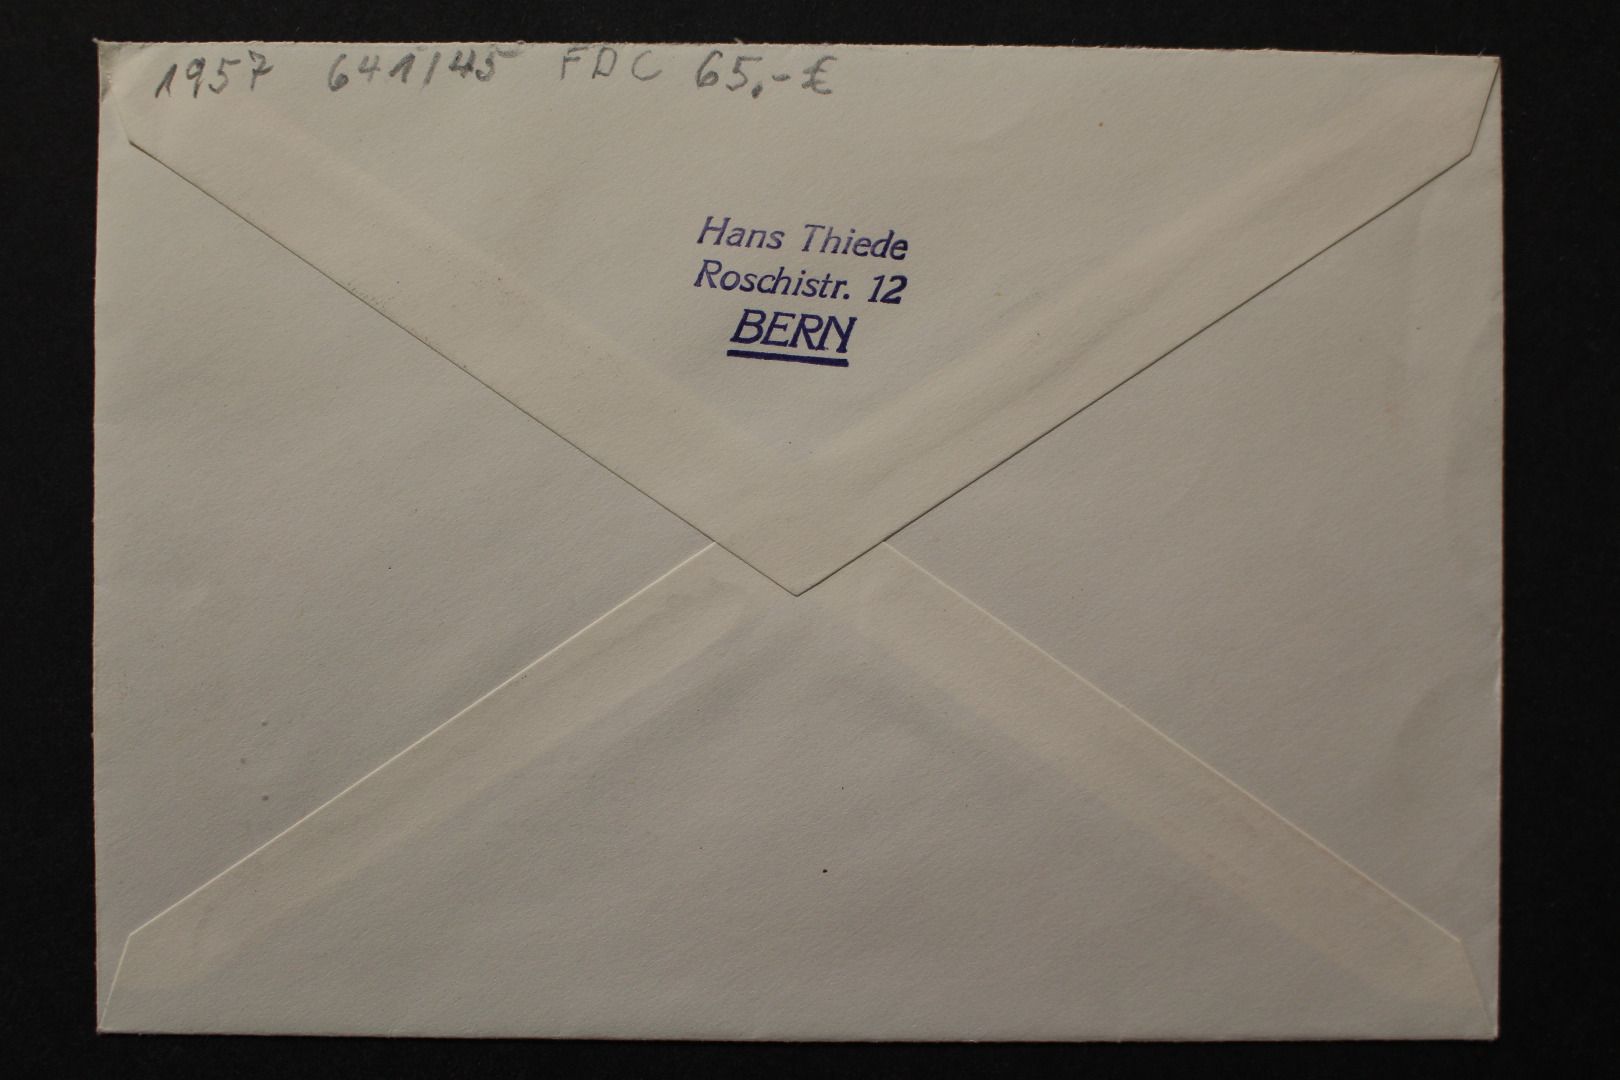 1957 641/45 FDC 65,- €
Hans Thiede
Roschistr. 12
BERN